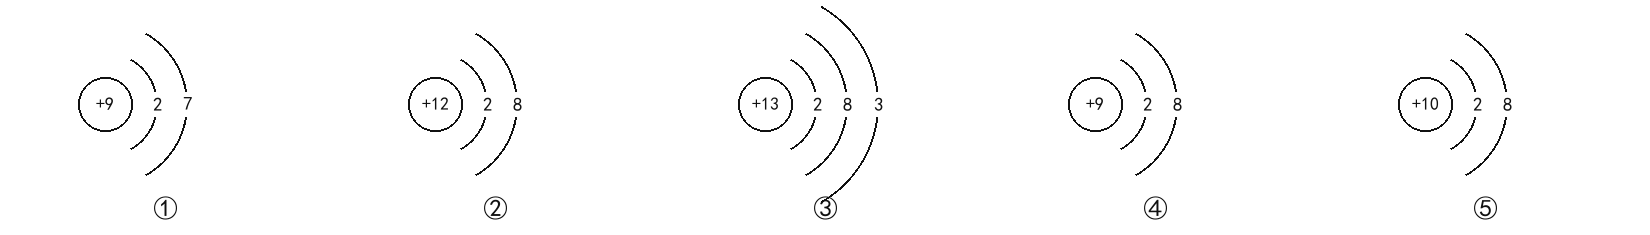 +9 2 7 +12 2 8 +13 2 8 3 +9 2 8 +10 2 8
① ② ③ ④ ⑤